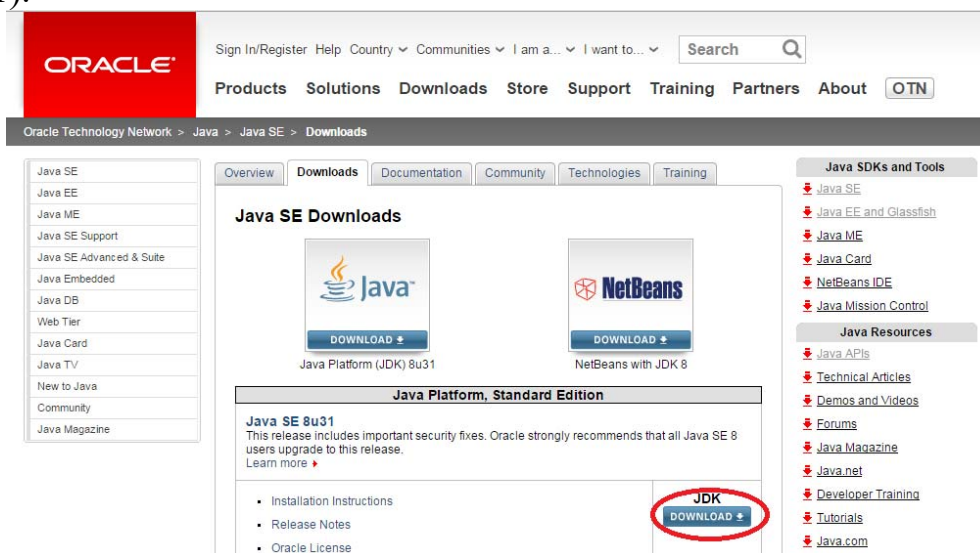 ORACLE
Sign In/Register Help Country Communities I am a... I want to... Search
Products Solutions Downloads Store Support Training Partners About OTN
Oracle Technology Network > Java > Java SE > Downloads
Java SE
Java EE
Java ME
Java SE Support
Java SE Advanced & Suite
Java Embedded
Java DB
Web Tier
Java Card
Java TV
New to Java
Community
Java Magazine
Overview Downloads Documentation Community Technologies Training
Java SE Downloads
Java
DOWNLOAD
Java Platform (JDK) 8u31
NetBeans
DOWNLOAD
NetBeans with JDK 8
Java Platform, Standard Edition
Java SE 8u31
This release includes important security fixes. Oracle strongly recommends that all Java SE 8
users upgrade to this release.
Learn more
Installation Instructions
Release Notes
Oracle License
JDK
DOWNLOAD
Java SDKs and Tools
Java SE
Java EE and Glassfish
Java ME
Java Card
NetBeans IDE
Java Mission Control
Java Resources
Java APIs
Technical Articles
Demos and Videos
Forums
Java Magazine
Java.net
Developer Training
Tutorials
Java.com